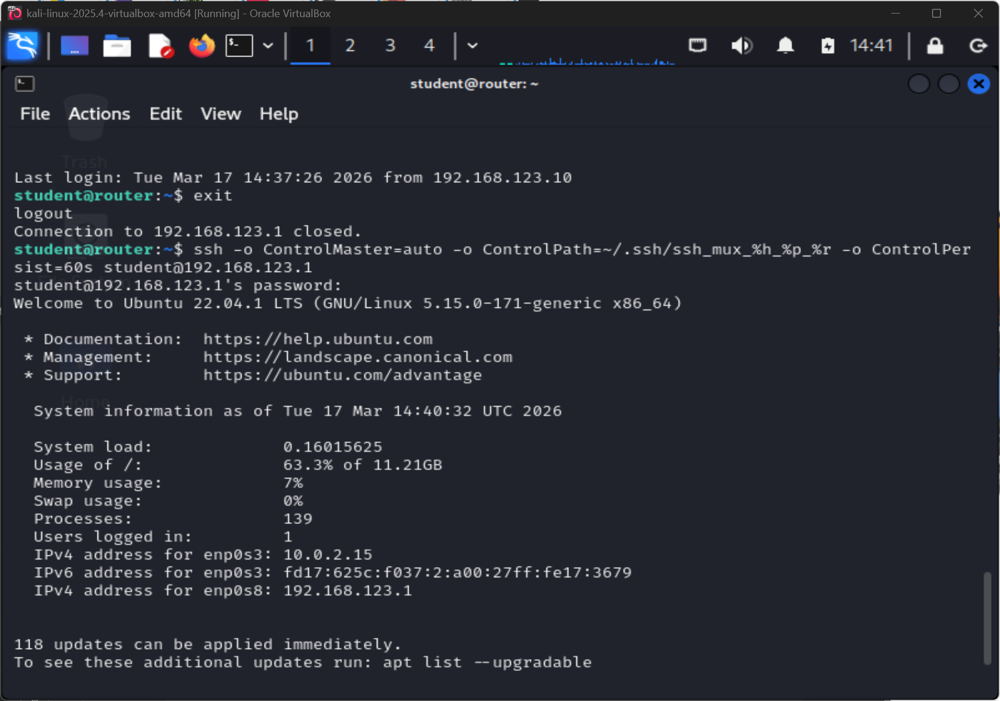 kali-linux-2025.4-virtualbox-amd64 [Running] - Oracle VirtualBox
1 2 3 4 14:41
student@router: ~
File Actions Edit View Help
Trash
Last login: Tue Mar 17 14:37:26 2026 from 192.168.123.10
student@router:~$ exit
logout
Connection to 192.168.123.1 closed.
student@router:~$ ssh -o ControlMaster=auto -o ControlPath=~/.ssh/ssh_mux_%h_%p_%r -o ControlPer
sist=60s student@192.168.123.1
student@192.168.123.1's password:
Welcome to Ubuntu 22.04.1 LTS (GNU/Linux 5.15.0-171-generic x86_64)
* Documentation: https://help.ubuntu.com
* Management: https://landscape.canonical.com
* Support: https://ubuntu.com/advantage
Home
System information as of Tue 17 Mar 14:40:32 UTC 2026
System load: 0.16015625
Usage of /: 63.3% of 11.21GB
Memory usage: 7%
Swap usage: 0%
Processes: 139
Users logged in: 1
IPv4 address for enp0s3: 10.0.2.15
IPv6 address for enp0s3: fd17:625c:f037:2:a00:27ff:fe17:3679
IPv4 address for enp0s8: 192.168.123.1
118 updates can be applied immediately.
To see these additional updates run: apt list --upgradable